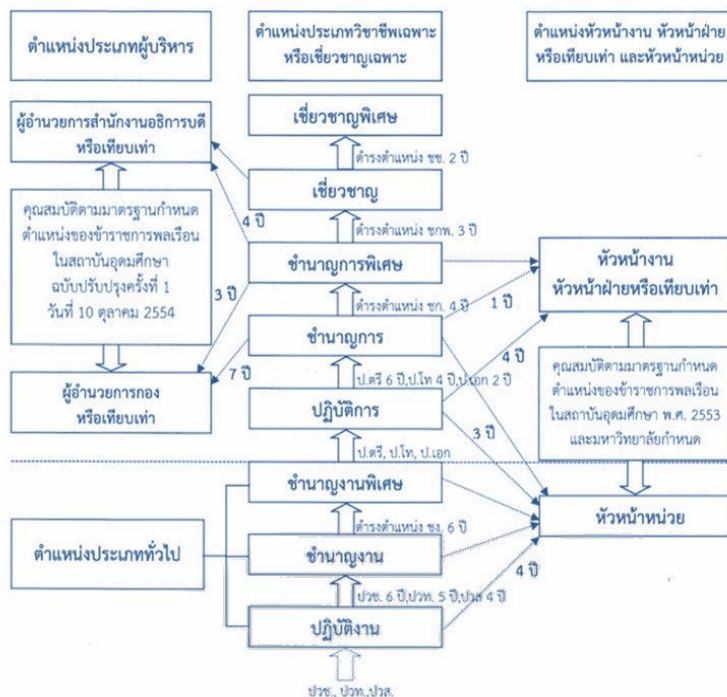 ตำแหน่งประเภทผู้บริหาร
ตำแหน่งประเภทวิชาชีพเฉพาะ
หรือเชี่ยวชาญเฉพาะ
ตำแหน่งหัวหน้างาน หัวหน้าฝ่าย
หรือเทียบเท่า และหัวหน้าหน่วย
ผู้อำนวยการสำนักงานอธิการบดี
หรือเทียบเท่า
เชี่ยวชาญพิเศษ
ดำรงตำแหน่ง ชช. 2 ปี
เชี่ยวชาญ
ดำรงตำแหน่ง ชกพ. 3 ปี
4 ปี
คุณสมบัติตามมาตรฐานกำหนด
ตำแหน่งของข้าราชการพลเรือน
ในสถาบันอุดมศึกษา
ฉบับปรับปรุงครั้งที่ 1
วันที่ 10 ตุลาคม 2554
ชำนาญการพิเศษ
หัวหน้างาน
หัวหน้าฝ่ายหรือเทียบเท่า
3 ปี
ดำรงตำแหน่ง ชก. 4 ปี
1 ปี
ชำนาญการ
7 ปี
ป.ตรี 6 ปี,ป.โท 4 ปี,ป.เอก 2 ปี
4 ปี
ผู้อำนวยการกอง
หรือเทียบเท่า
ปฏิบัติการ
3 ปี
คุณสมบัติตามมาตรฐานกำหนด
ตำแหน่งของข้าราชการพลเรือน
ในสถาบันอุดมศึกษา พ.ศ. 2553
และมหาวิทยาลัยกำหนด
ป.ตรี, ป.โท, ป.เอก
ชำนาญงานพิเศษ
ดำรงตำแหน่ง ชง. 6 ปี
หัวหน้าหน่วย
ตำแหน่งประเภททั่วไป
ชำนาญงาน
4 ปี
ปวช. 6 ปี,ปวท. 5 ปี,ปวส 4 ปี
ปฏิบัติงาน
ปวช., ปวท.,ปวส.